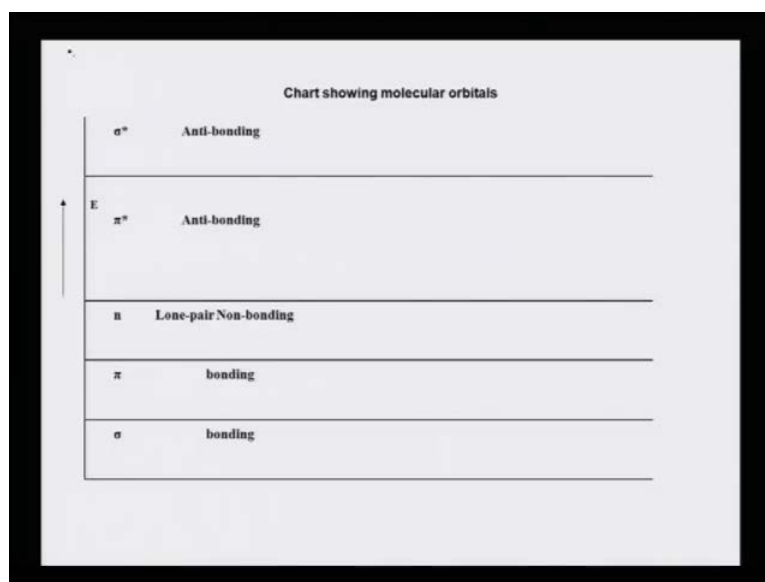 Chart showing molecular orbitals
σ* Anti-bonding
E
π* Anti-bonding
n Lone-pair Non-bonding
π bonding
σ bonding